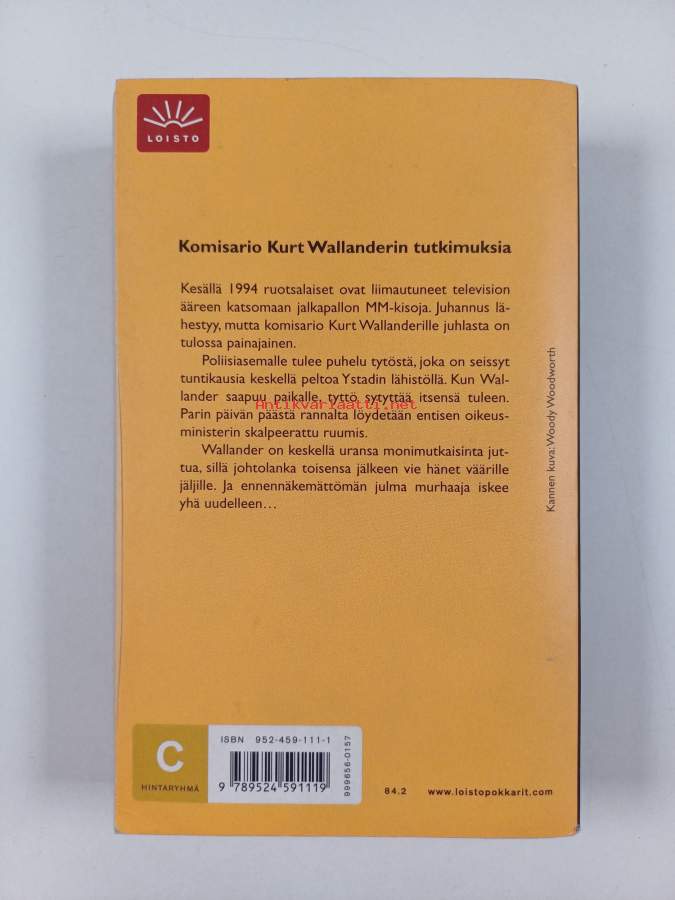 LOISTO
Komisario Kurt Wallanderin tutkimuksia
Kesällä 1994 ruotsalaiset ovat liimautuneet television
ääreen katsomaan jalkapallon MM-kisoja. Juhannus lä-
hestyy, mutta komisario Kurt Wallanderille juhlasta on
tulossa painajainen.
Poliisiasemalle tulee puhelu tytöstä, joka on seissyt
tuntikausia keskellä peltoa Ystadin lähistöllä. Kun Wal-
lander saapuu paikalle, tyttö sytyttää itsensä tuleen.
Antikvariaatti.net
Parin päivän päästä rannalta löydetään entisen oikeus-
ministerin skalpeerattu ruumis.
Wallander on keskellä uransa monimutkaisinta jut-
tua, sillä johtolanka toisensa jälkeen vie hänet väärille
jäljille. Ja ennennäkemättömän julma murhaaja iskee
yhä uudelleen...
Kannen kuva: Woody Woodworth
C
HINTARYHMÄ
ISBN 952-459-111-1
9 789524 591119
999656-0157
84.2 www.loistopokkarit.com